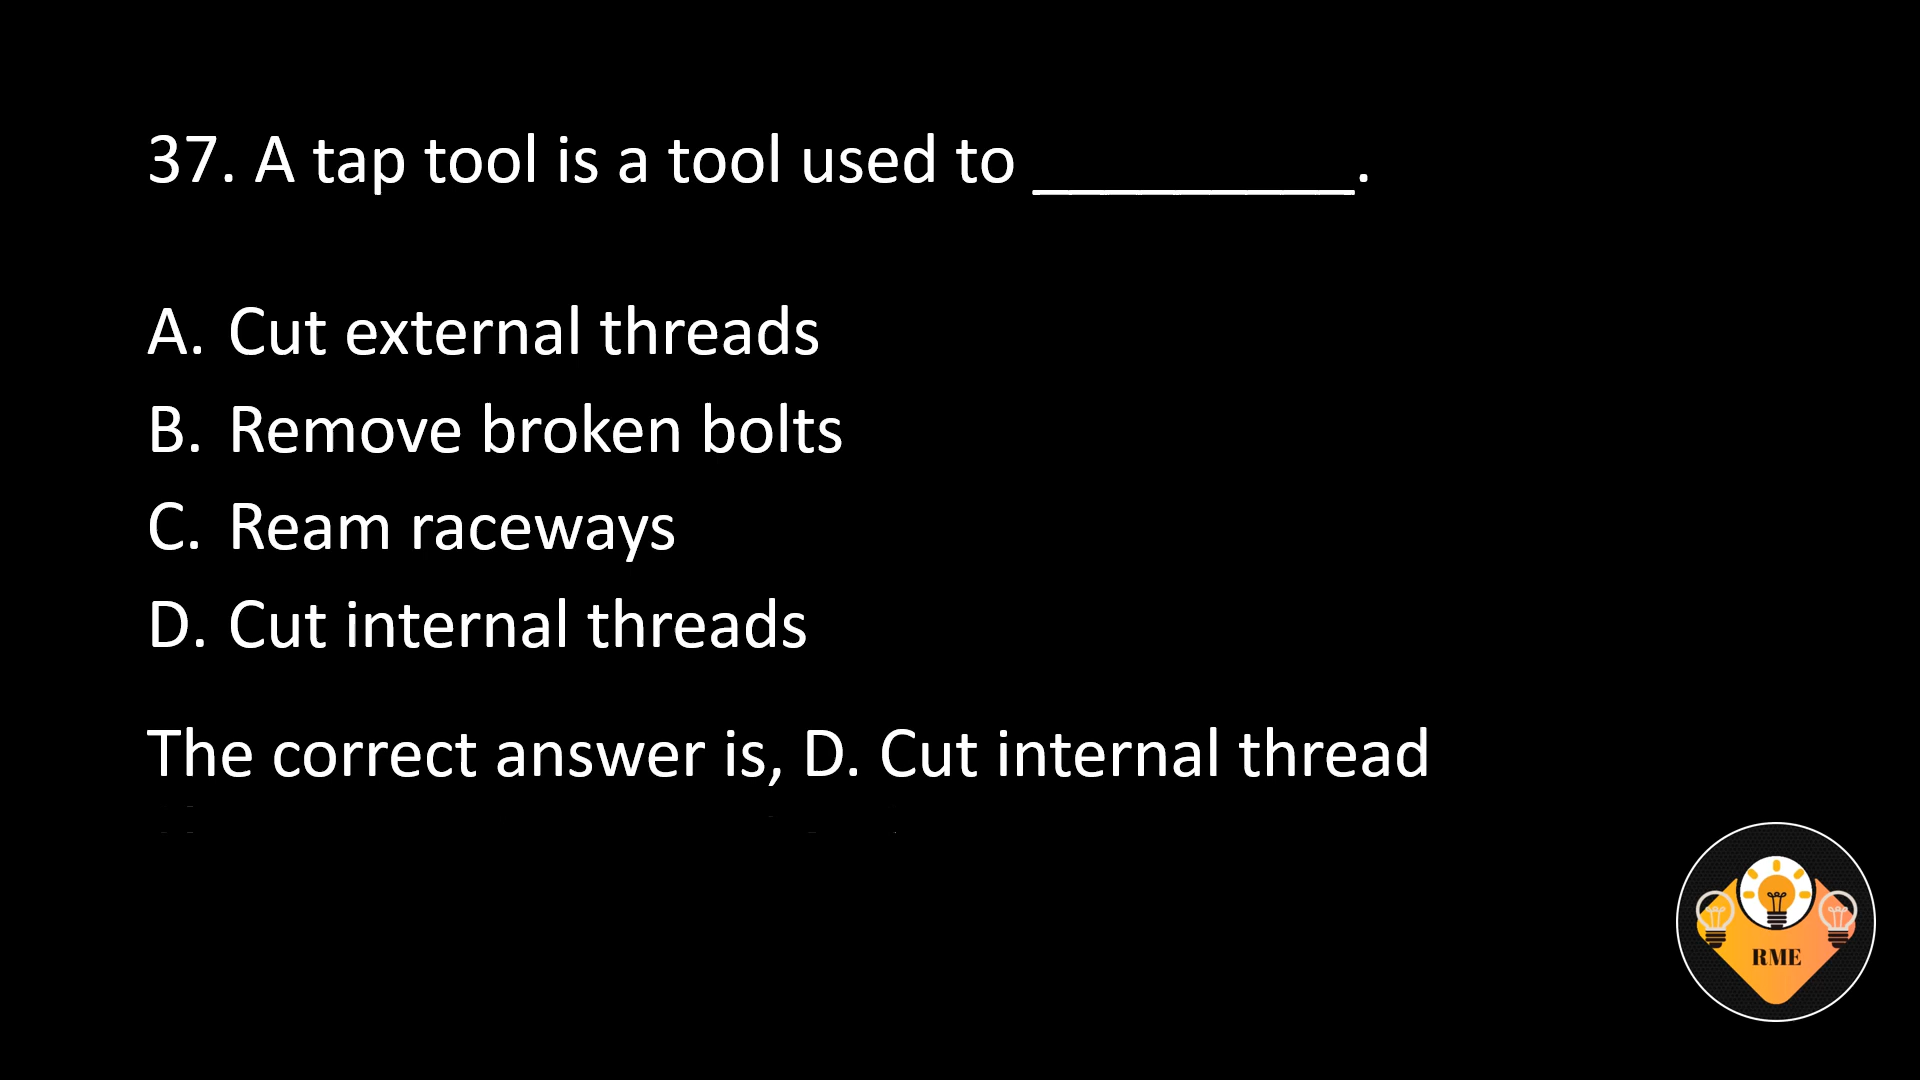 37. A tap tool is a tool used to _________.
A. Cut external threads
B. Remove broken bolts
C. Ream raceways
D. Cut internal threads
The correct answer is, D. Cut internal thread
RME